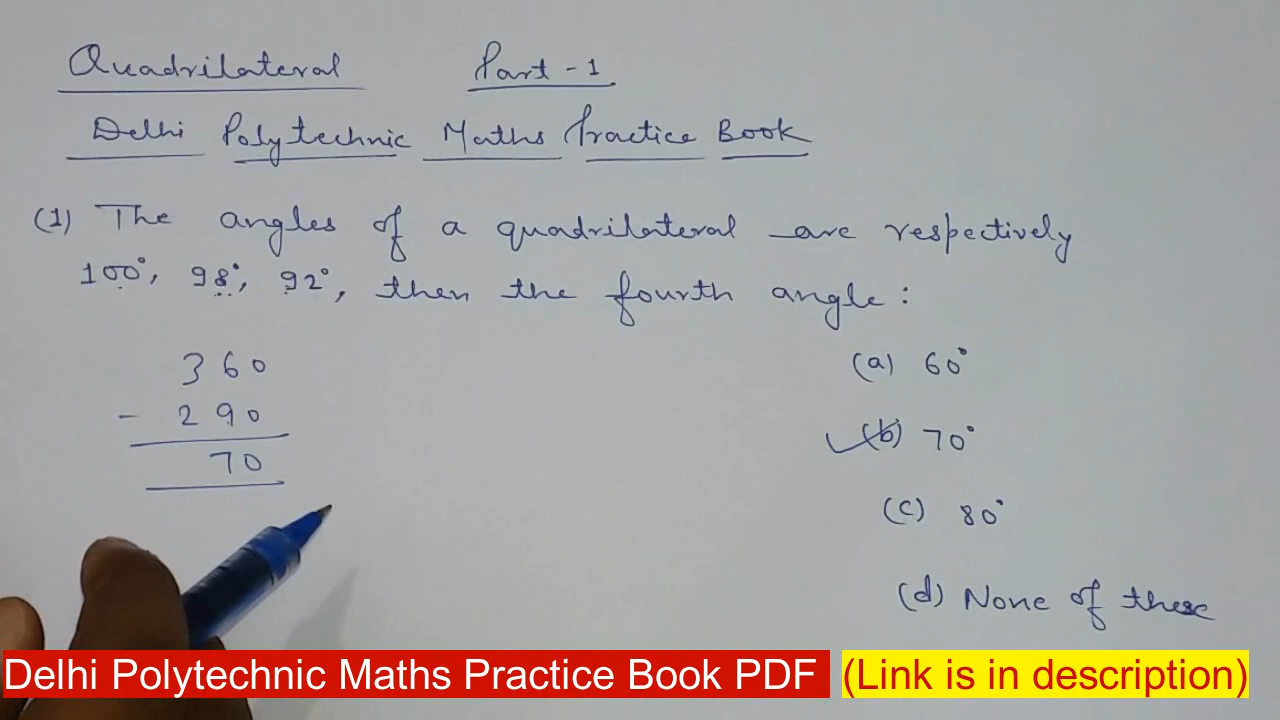 Quadrilateral Part - 1
Delhi Polytechnic Maths Practice Book
(1) The angles of a quadrilateral are respectively
100°, 98°, 92°, then the fourth angle :
360
- 290
70
(a) 60°
(b) 70°
(c) 80°
(d) None of these
Delhi Polytechnic Maths Practice Book PDF (Link is in description)